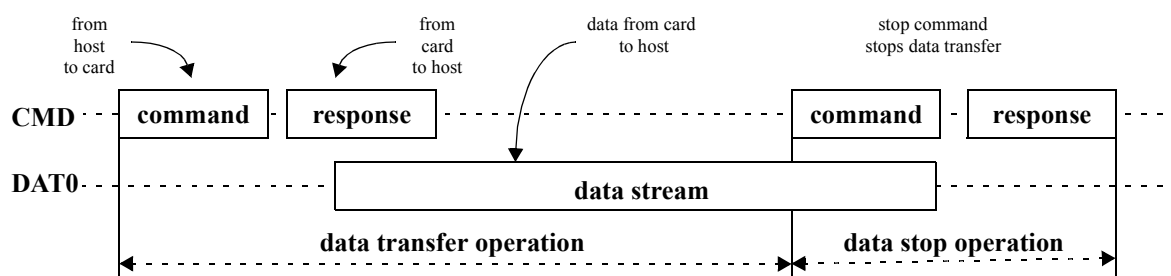 from
host
to card
from
card
to host
data from card
to host
stop command
stops data transfer
CMD
command
response
command
response
DAT0
data stream
data transfer operation
data stop operation